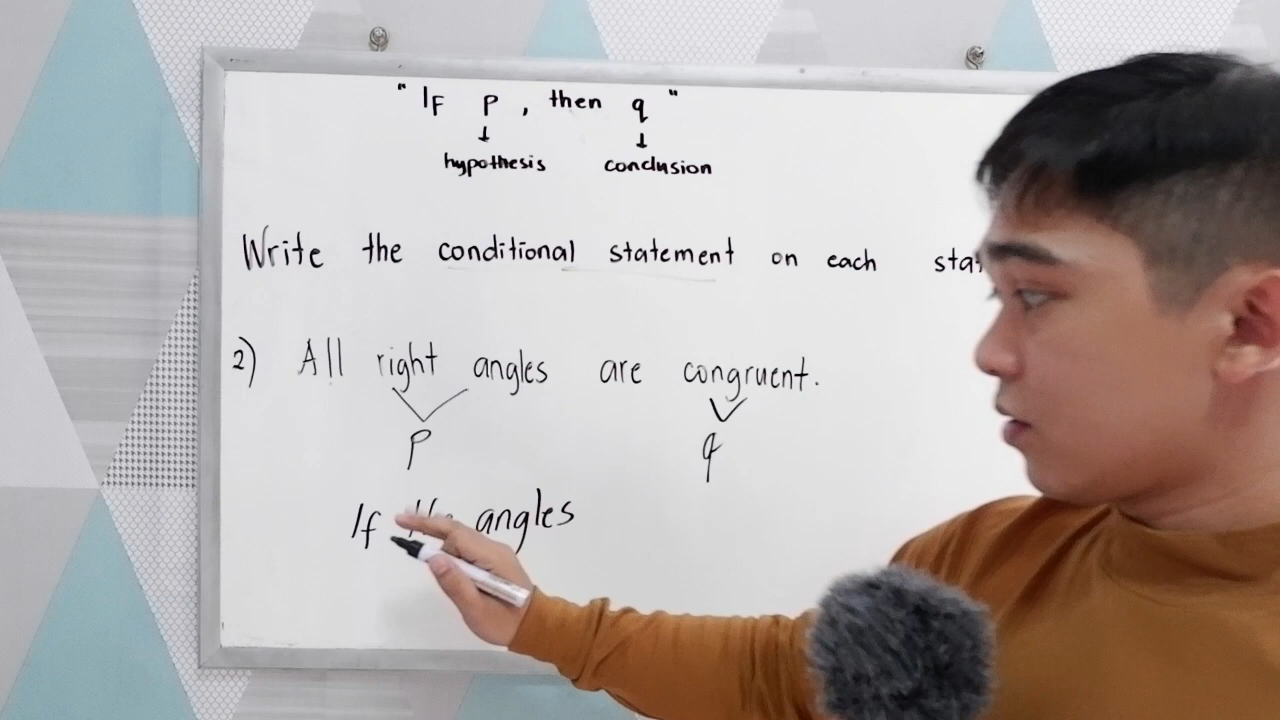 " IF P , then q "
↓ ↓
hypothesis conclusion
Write the conditional statement on each
2) All right angles are congruent.
P q
If angles